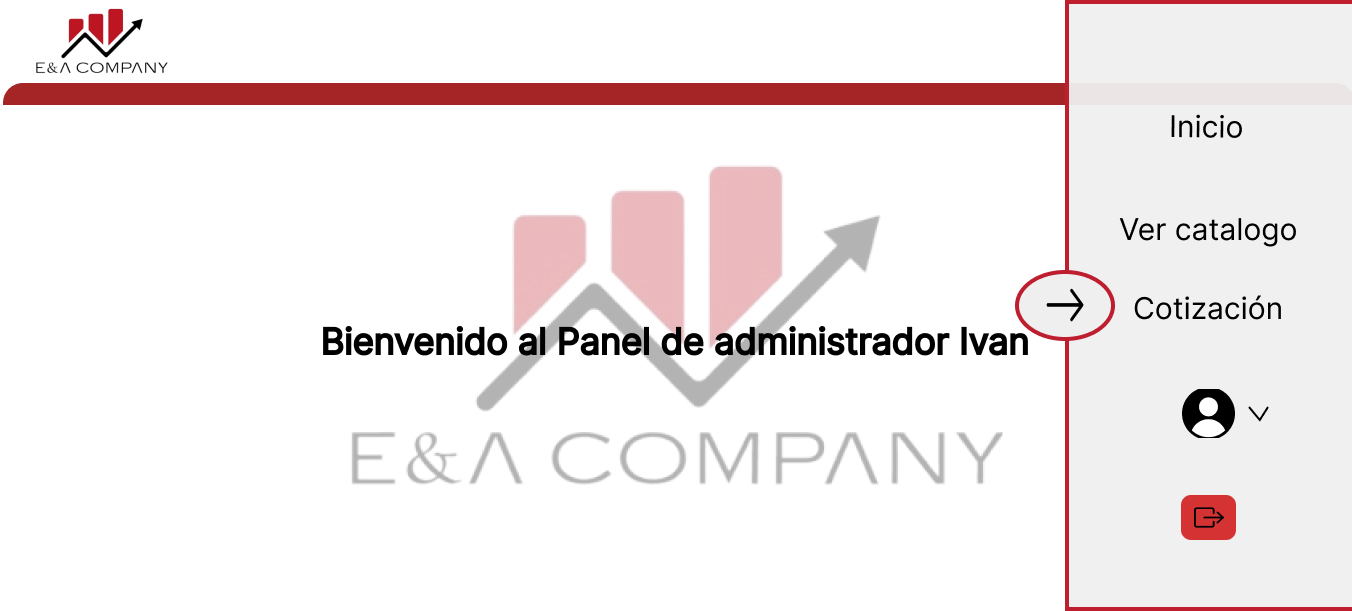 E&A COMPANY
Inicio
Ver catalogo
Cotización
Bienvenido al Panel de administrador Ivan
E&A COMPANY